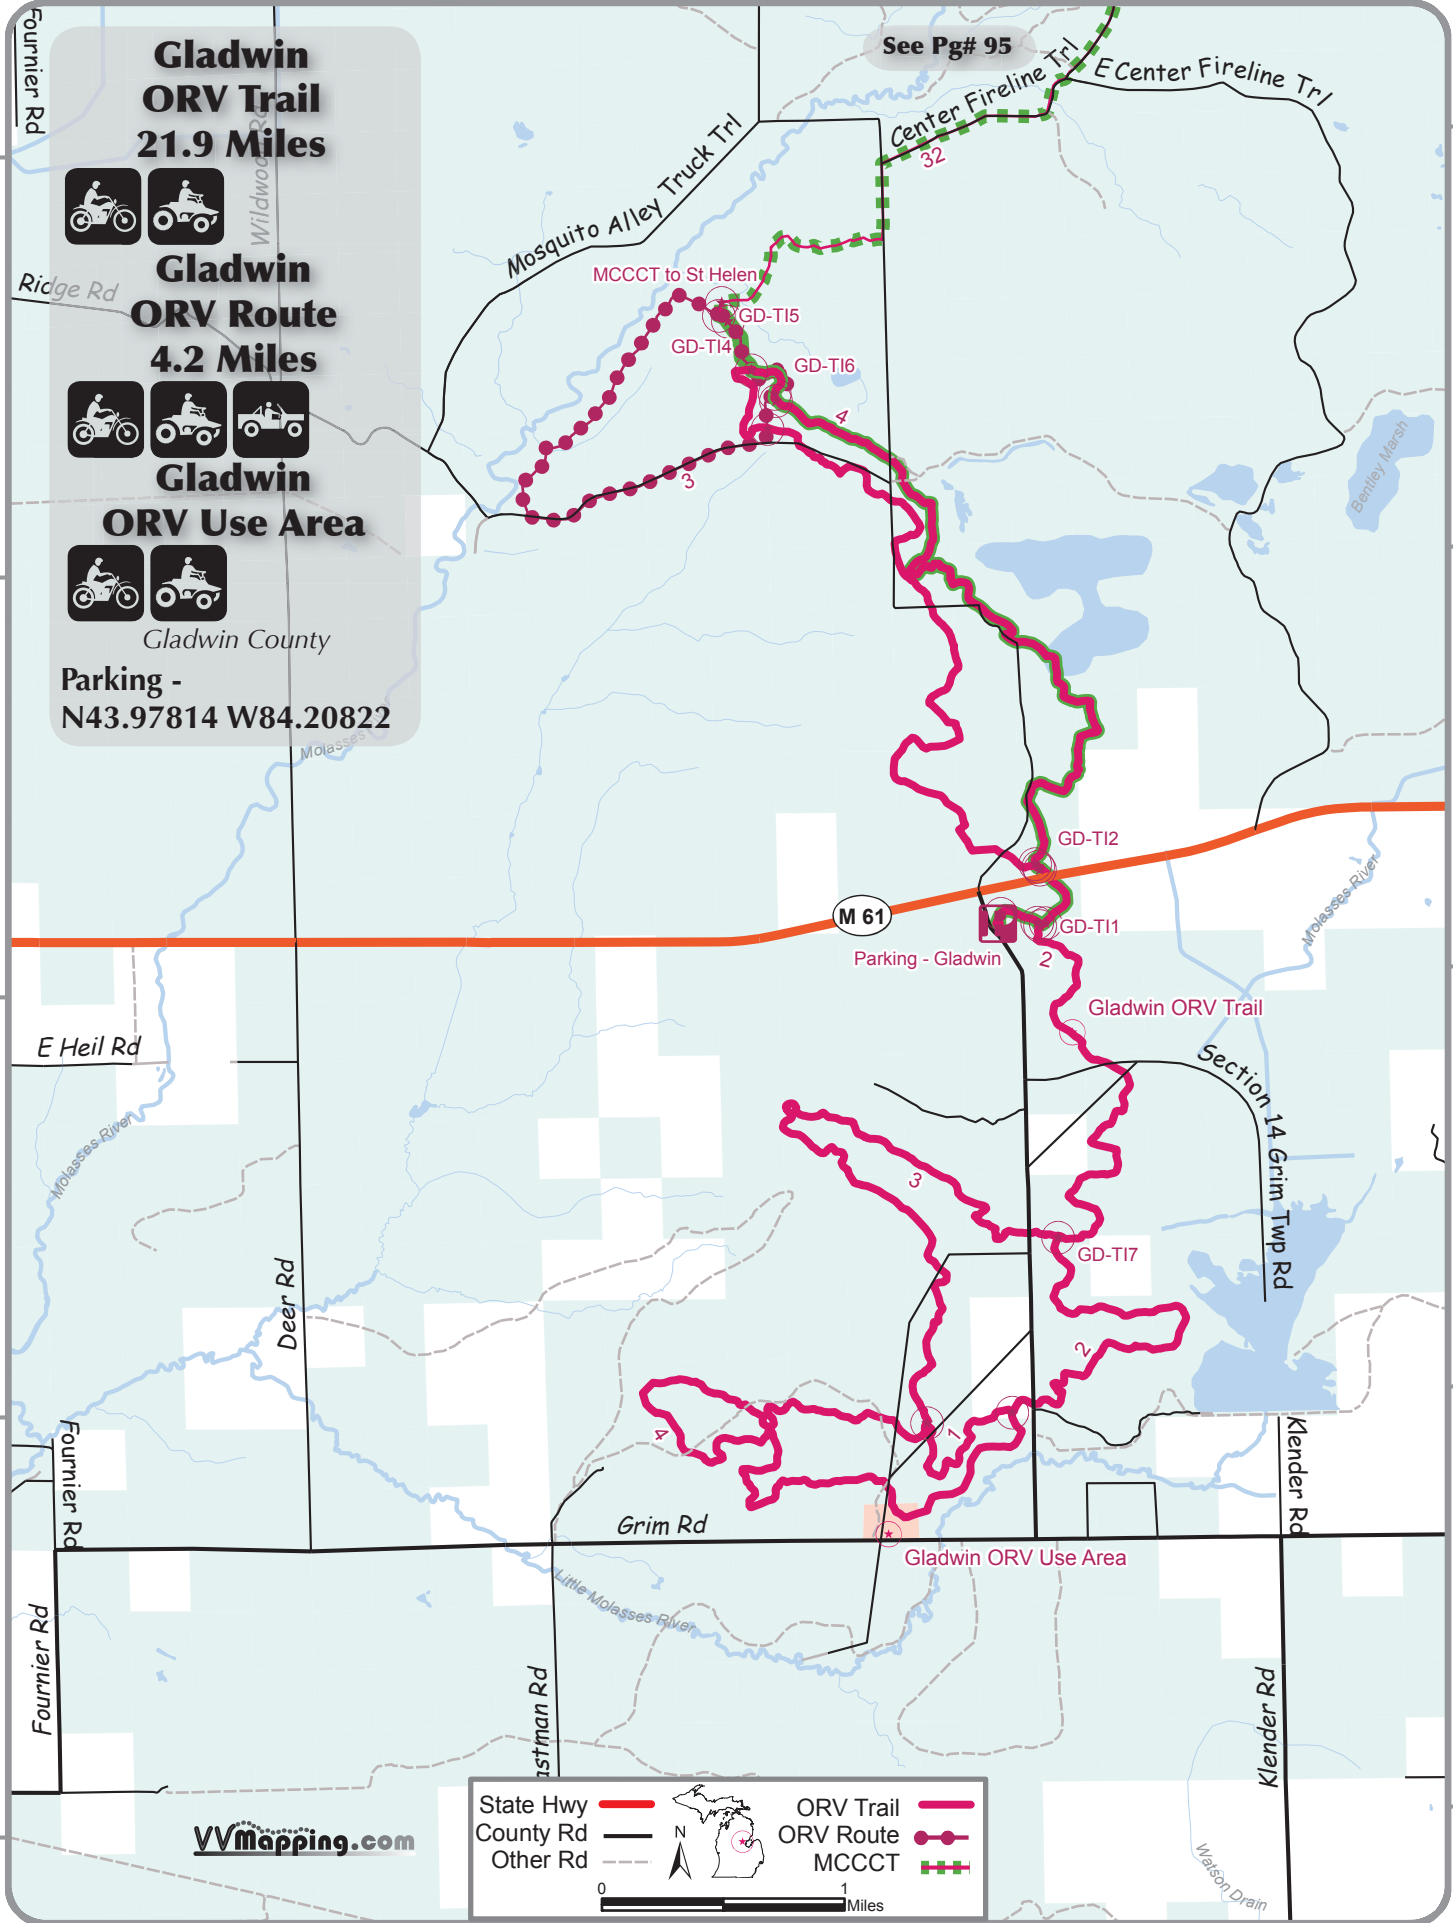 Gladwin
ORV Trail
21.9 Miles
Gladwin
ORV Route
4.2 Miles
Gladwin
ORV Use Area
Gladwin County
Parking -
N43.97814 W84.20822
Fournier Rd
Wildwood Rd
Ridge Rd
See Pg# 95
Center Fireline Trl
E Center Fireline Trl
32
Mosquito Alley Truck Trl
MCCCT to St Helen
GD-TI5
GD-TI4
GD-TI6
4
3
Bentley Marsh
Molasses
GD-TI2
M 61
GD-TI1
Parking - Gladwin
2
Molasses River
Gladwin ORV Trail
E Heil Rd
Section 14 Grim Twp Rd
Molasses River
3
GD-TI7
Deer Rd
2
4
1
Fournier Rd
Klender Rd
Grim Rd
Gladwin ORV Use Area
Little Molasses River
Fournier Rd
astman Rd
Klender Rd
Watson Drain
VVMapping.com
State Hwy
County Rd
Other Rd
N
ORV Trail
ORV Route
MCCCT
0 1
Miles